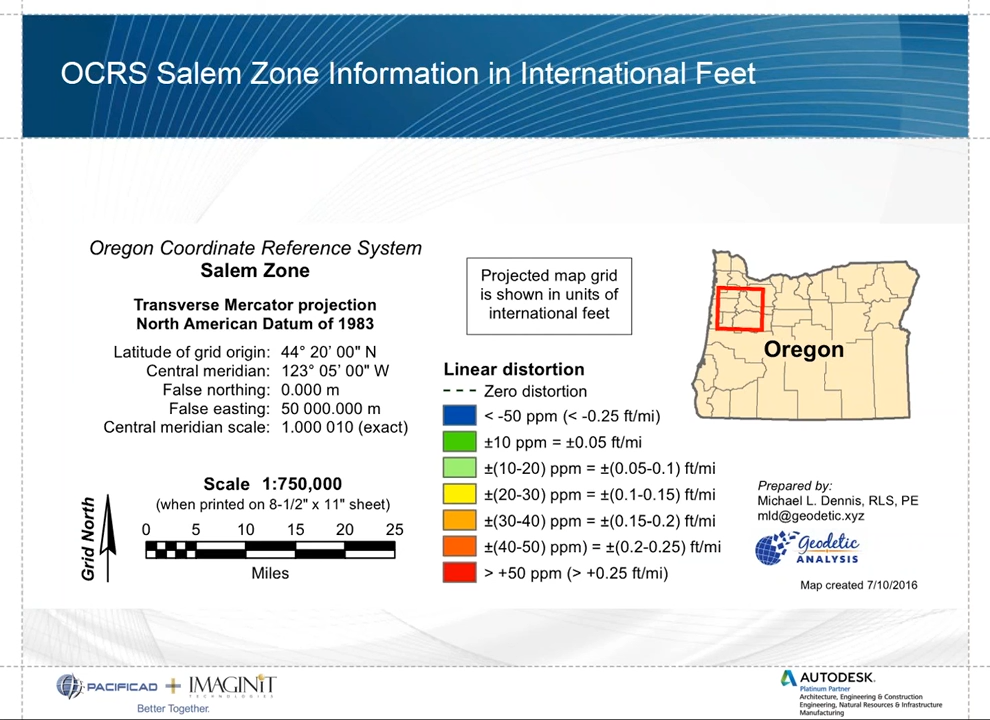 OCRS Salem Zone Information in International Feet
Oregon Coordinate Reference System
Salem Zone
Transverse Mercator projection
North American Datum of 1983
Latitude of grid origin: 44° 20' 00" N
Central meridian: 123° 05' 00" W
False northing: 0.000 m
False easting: 50 000.000 m
Central meridian scale: 1.000 010 (exact)
Scale 1:750,000
(when printed on 8-1/2" x 11" sheet)
Grid North
0 5 10 15 20 25
Miles
Projected map grid
is shown in units of
international feet
Linear distortion
Zero distortion
< -50 ppm (< -0.25 ft/mi)
±10 ppm = ±0.05 ft/mi
±(10-20) ppm = ±(0.05-0.1) ft/mi
±(20-30) ppm = ±(0.1-0.15) ft/mi
±(30-40) ppm = ±(0.15-0.2) ft/mi
±(40-50) ppm) = ±(0.2-0.25) ft/mi
> +50 ppm (> +0.25 ft/mi)
Oregon
Prepared by:
Michael L. Dennis, RLS, PE
mld@geodetic.xyz
Geodetic
ANALYSIS
Map created 7/10/2016
PACIFICAD + IMAGINiT
TECHNOLOGIES
Better Together.
AUTODESK.
Platinum Partner
Architecture, Engineering & Construction
Engineering, Natural Resources & Infrastructure
Manufacturing